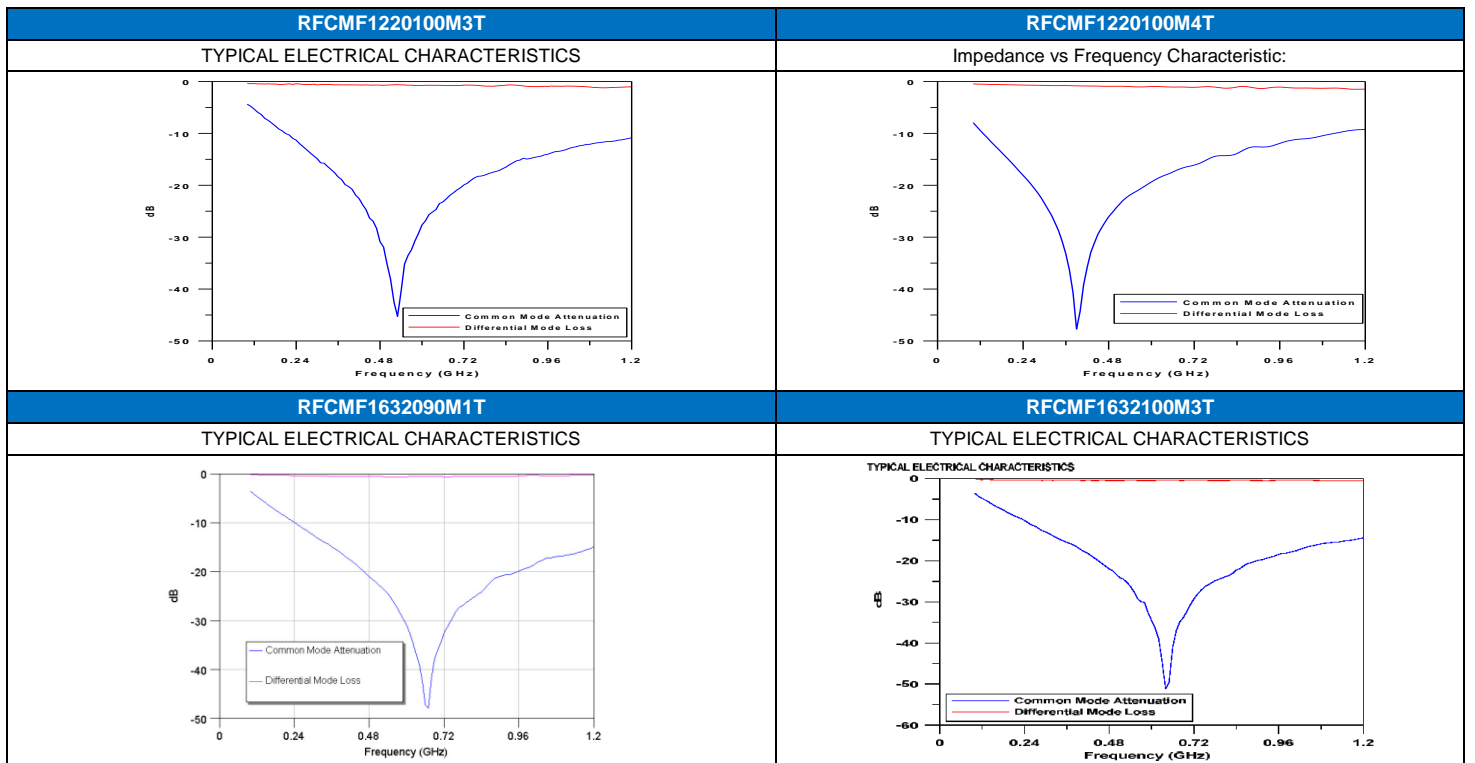 RFCMF1220100M3T
RFCMF1220100M4T
TYPICAL ELECTRICAL CHARACTERISTICS
Impedance vs Frequency Characteristic:
0
-10
-20
-30
-40
-50
dB
Common Mode Attenuation
Differential Mode Loss
0
0.24
0.48
0.72
0.96
1.2
Frequency (GHz)
0
-10
-20
-30
-40
-50
dB
Common Mode Attenuation
Differential Mode Loss
0
0.24
0.48
0.72
0.96
1.2
Frequency (GHz)
RFCMF1632090M1T
RFCMF1632100M3T
TYPICAL ELECTRICAL CHARACTERISTICS
TYPICAL ELECTRICAL CHARACTERISTICS
0
-10
-20
-30
-40
-50
dB
Common Mode Attenuation
Differential Mode Loss
0
0.24
0.48
0.72
0.96
1.2
Frequency (GHz)
TYPICAL ELECTRICAL CHARACTERISTICS
0
-10
-20
-30
-40
-50
-60
dB
Common Mode Attenuation
Differential Mode Loss
0
0.24
0.48
0.72
0.96
1.2
Frequency (GHz)